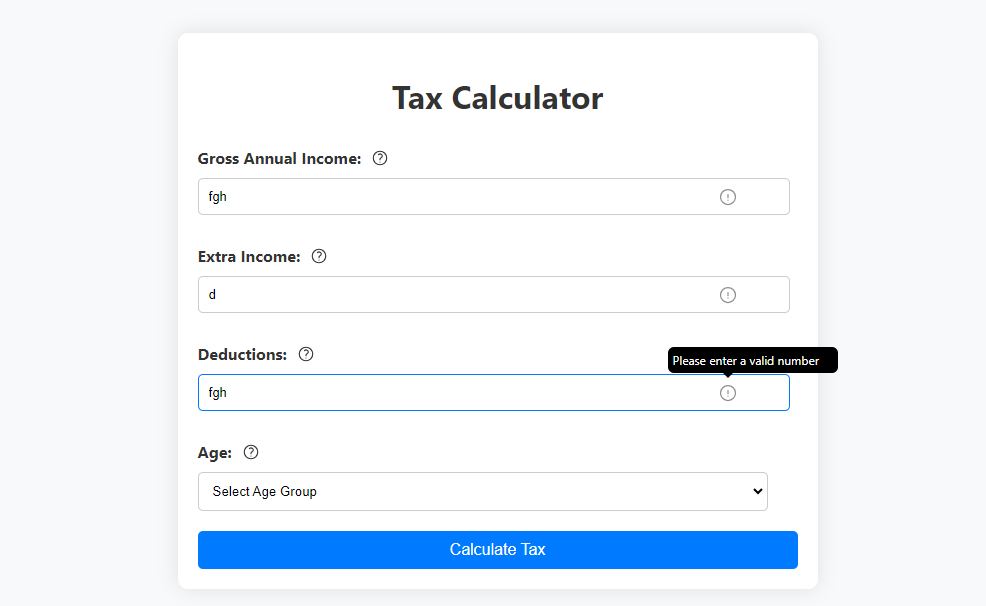 Tax Calculator
Gross Annual Income:
fgh
Extra Income:
d
Deductions:
Please enter a valid number
fgh
Age:
Select Age Group
Calculate Tax